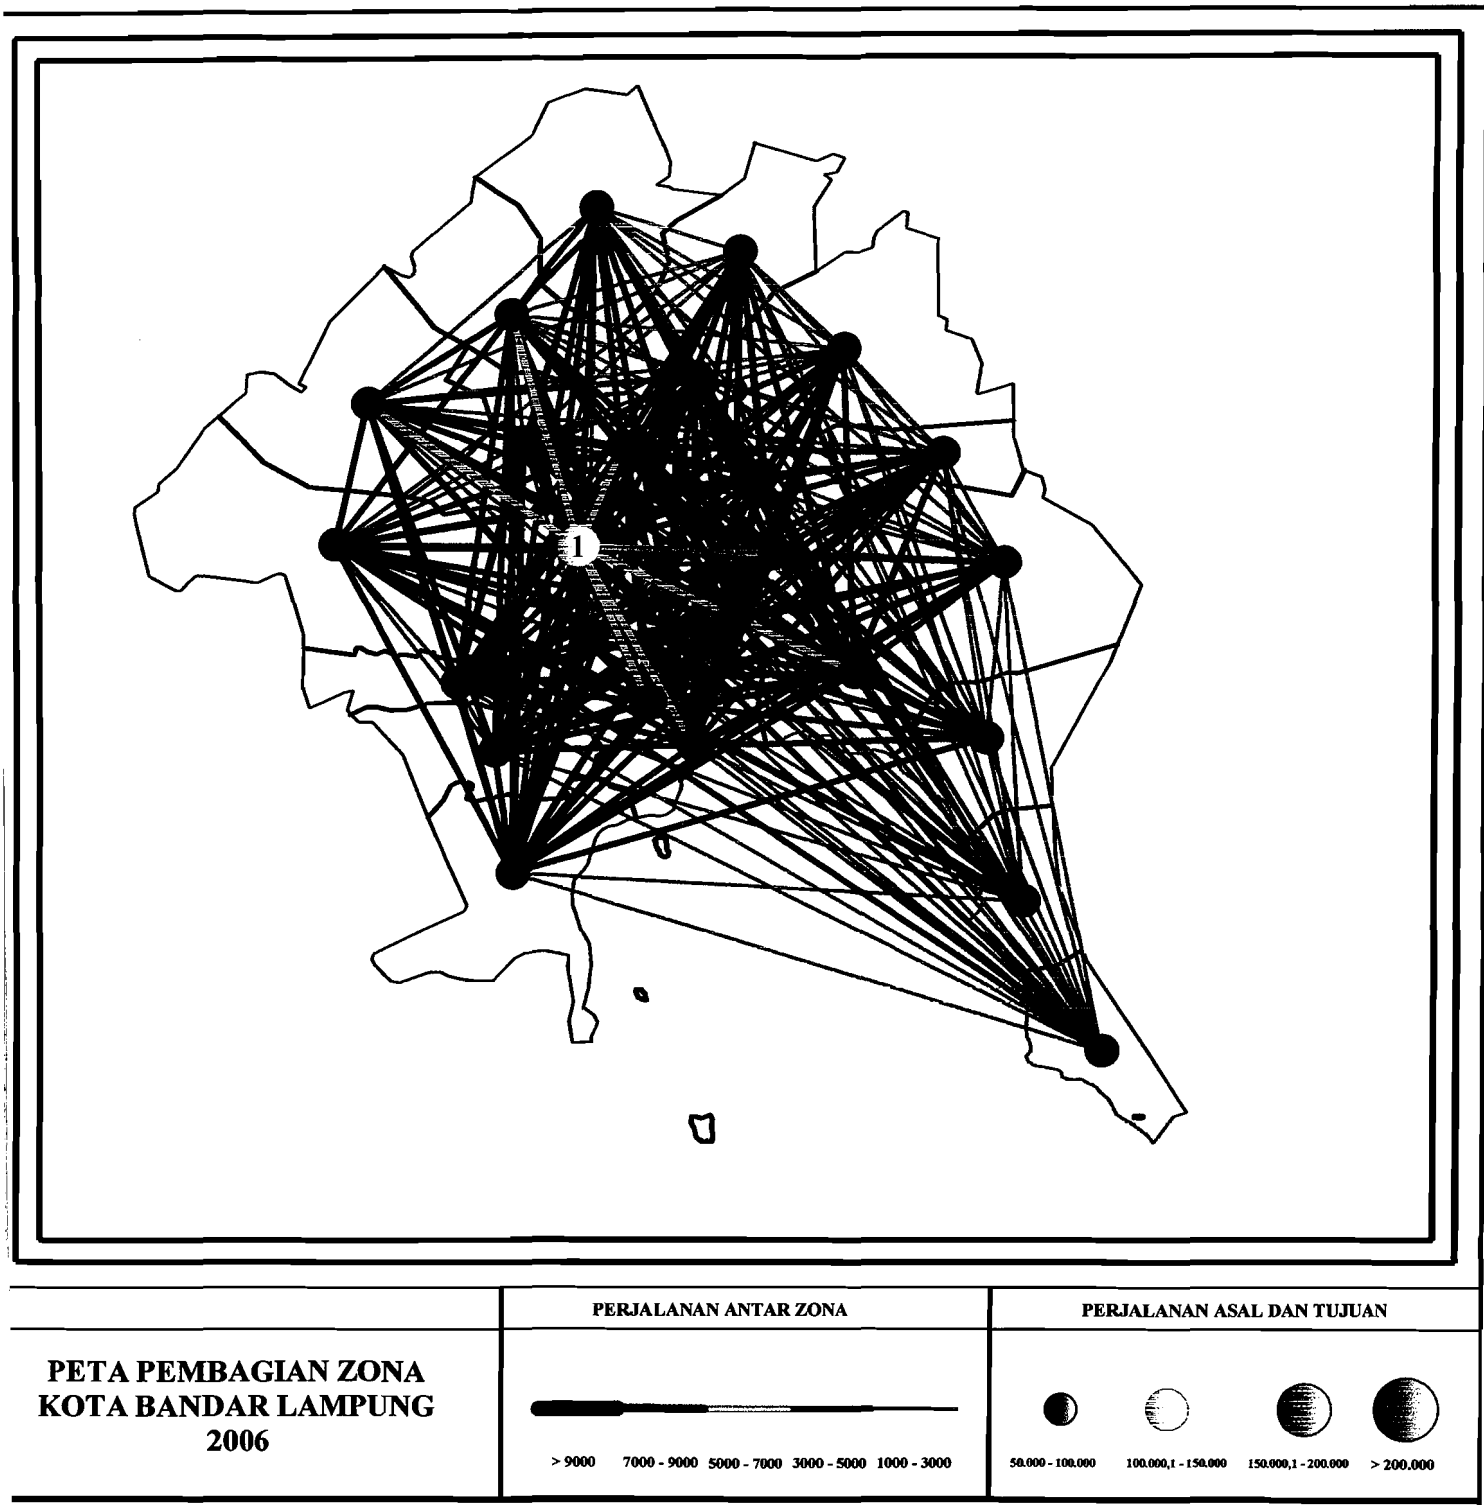 1
PETA PEMBAGIAN ZONA
KOTA BANDAR LAMPUNG
2006
PERJALANAN ANTAR ZONA
> 9000 7000 - 9000 5000 - 7000 3000 - 5000 1000 - 3000
PERJALANAN ASAL DAN TUJUAN
50.000 - 100.000 100.000,1 - 150.000 150.000,1 - 200.000 > 200.000